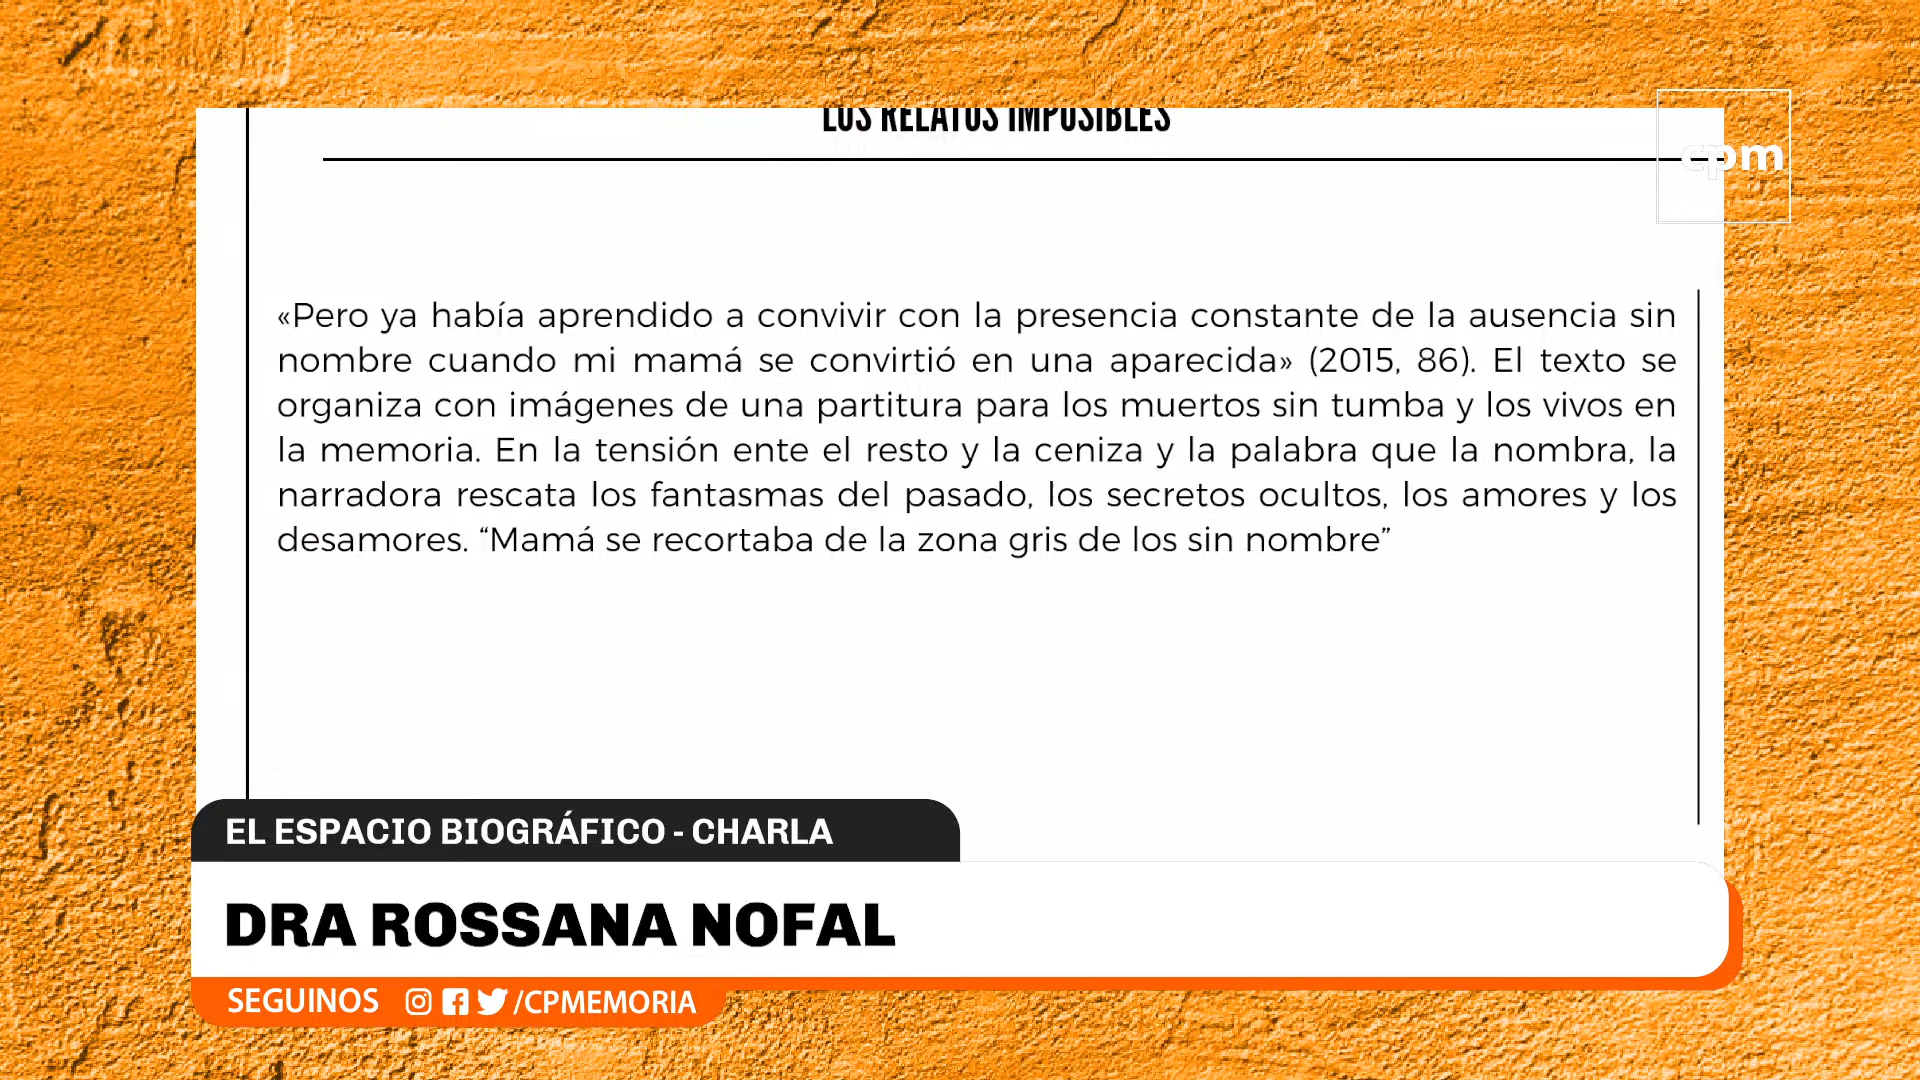 LOS RELATOS IMPOSIBLES
cpm
«Pero ya había aprendido a convivir con la presencia constante de la ausencia sin
nombre cuando mi mamá se convirtió en una aparecida» (2015, 86). El texto se
organiza con imágenes de una partitura para los muertos sin tumba y los vivos en
la memoria. En la tensión ente el resto y la ceniza y la palabra que la nombra, la
narradora rescata los fantasmas del pasado, los secretos ocultos, los amores y los
desamores. “Mamá se recortaba de la zona gris de los sin nombre”
EL ESPACIO BIOGRÁFICO - CHARLA
DRA ROSSANA NOFAL
SEGUINOS /CPMEMORIA